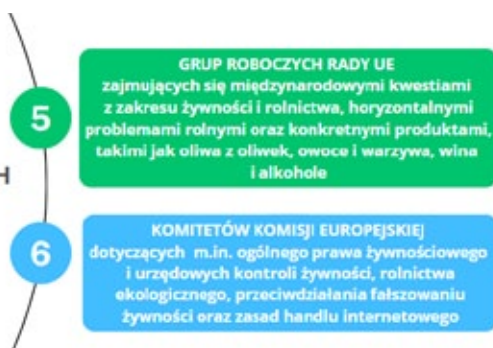 5
GRUP ROBOCZYCH RADY UE
zajmujących się międzynarodowymi kwestiami
z zakresu żywności i rolnictwa, horyzontalnymi
problemami rolnymi oraz konkretnymi produktami,
takimi jak oliwa z oliwek, owoce i warzywa, wina
i alkohole
H
6
KOMITETÓW KOMISJI EUROPEJSKIEJ
dotyczących m.in. ogólnego prawa żywnościowego
i urzędowych kontroli żywności, rolnictwa
ekologicznego, przeciwdziałania fałszowaniu
żywności oraz zasad handlu internetowego